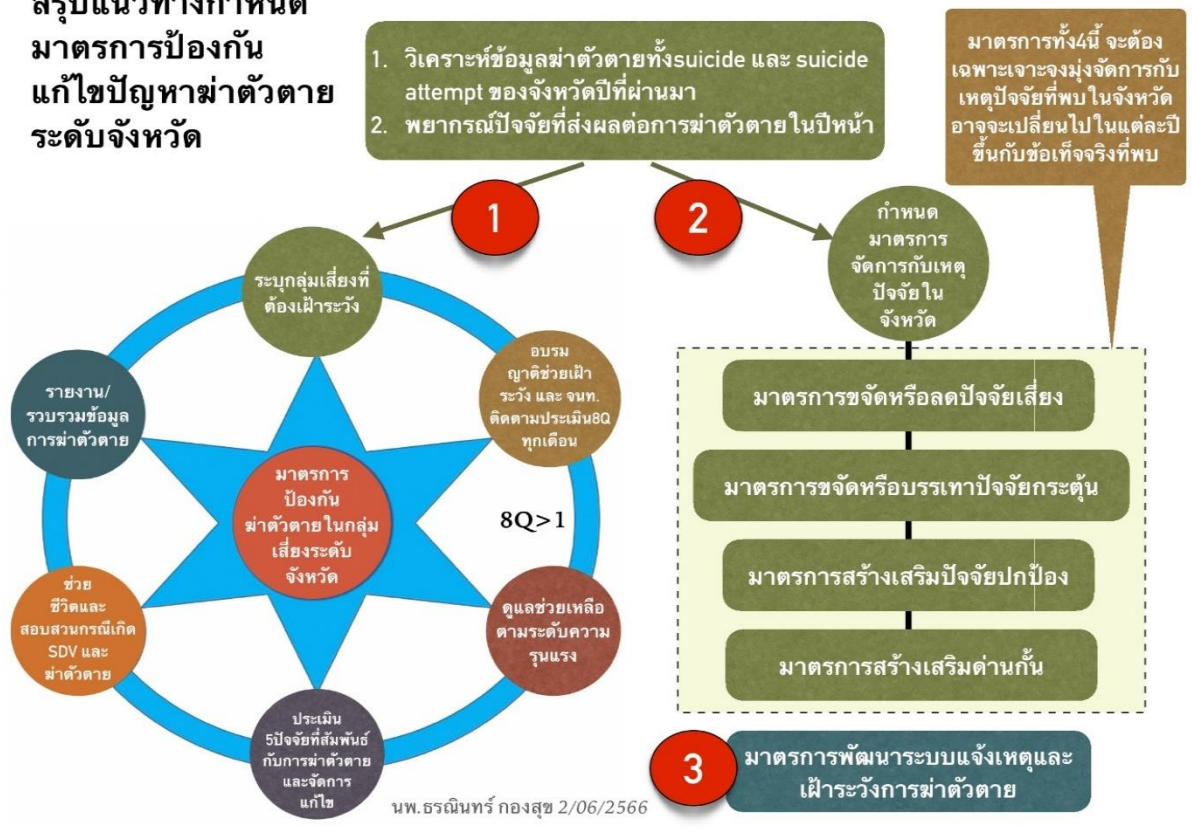 สรุปแนวทางกำหนด
มาตรการป้องกัน
แก้ไขปัญหาฆ่าตัวตาย
ระดับจังหวัด
1. วิเคราะห์ข้อมูลฆ่าตัวตายทั้งsuicide และ suicide
attempt ของจังหวัดปีที่ผ่านมา
2. พยากรณ์ปัจจัยที่ส่งผลต่อการฆ่าตัวตายในปีหน้า
มาตรการทั้ง4นี้ จะต้อง
เฉพาะเจาะจงมุ่งจัดการกับ
เหตุปัจจัยที่พบในจังหวัด
อาจจะเปลี่ยนไปในแต่ละปี
ขึ้นกับข้อเท็จจริงที่พบ
1
2
ระบุกลุ่มเสี่ยงที่
ต้องเฝ้าระวัง
อบรม
ญาติช่วยเฝ้า
ระวัง และ จนท.
ติดตามประเมิน8Q
ทุกเดือน
8Q>1
ดูแลช่วยเหลือ
ตามระดับความ
รุนแรง
ประเมิน
5ปัจจัยที่สัมพันธ์
กับการฆ่าตัวตาย
และจัดการ
แก้ไข
ช่วย
ชีวิตและ
สอบสวนกรณีเกิด
SDV และ
ฆ่าตัวตาย
รายงาน/
รวบรวมข้อมูล
การฆ่าตัวตาย
มาตรการ
ป้องกัน
ฆ่าตัวตายในกลุ่ม
เสี่ยงระดับ
จังหวัด
กำหนด
มาตรการ
จัดการกับเหตุ
ปัจจัยใน
จังหวัด
มาตรการขจัดหรือลดปัจจัยเสี่ยง
มาตรการขจัดหรือบรรเทาปัจจัยกระตุ้น
มาตรการสร้างเสริมปัจจัยปกป้อง
มาตรการสร้างเสริมด่านกั้น
3
มาตรการพัฒนาระบบแจ้งเหตุและ
เฝ้าระวังการฆ่าตัวตาย
นพ.ธรณินทร์ กองสุข 2/06/2566